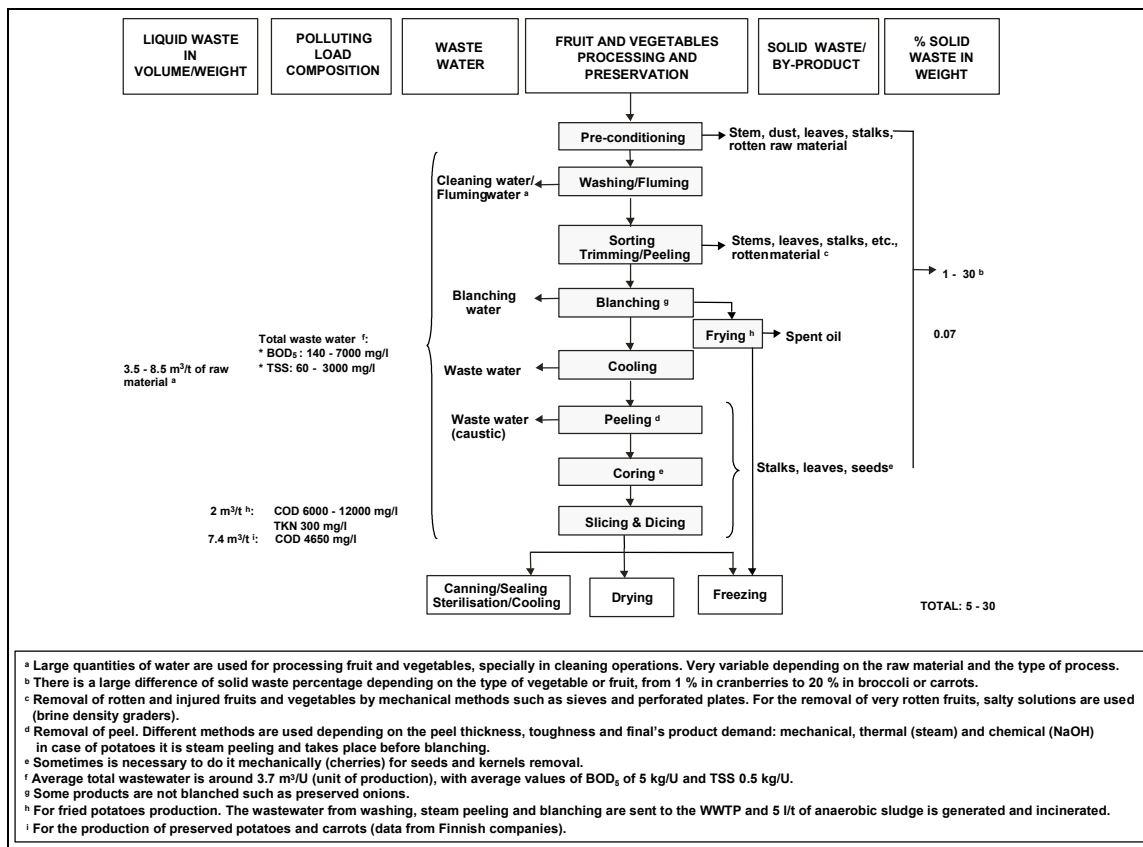 LIQUID WASTE
IN
VOLUME/WEIGHT
POLLUTING
LOAD
COMPOSITION
WASTE
WATER
FRUIT AND VEGETABLES
PROCESSING AND
PRESERVATION
SOLID WASTE/
BY-PRODUCT
% SOLID
WASTE IN
WEIGHT
Pre-conditioning
Stem, dust, leaves, stalks,
rotten raw material
Cleaning water/
Flumingwater ᵃ
Washing/Fluming
Sorting
Trimming/Peeling
Stems, leaves, stalks, etc.,
rotten material ᶜ
1 - 30 ᵇ
Blanching
water
Blanching ᵍ
Frying ʰ
Spent oil
0.07
Total waste water ᶠ:
* BOD₅ : 140 - 7000 mg/l
* TSS: 60 - 3000 mg/l
3.5 - 8.5 m³/t of raw
material ᵃ
Waste water
Cooling
Waste water
(caustic)
Peeling ᵈ
Coring ᵉ
Stalks, leaves, seedsᵉ
Slicing & Dicing
2 m³/t ʰ: COD 6000 - 12000 mg/l
TKN 300 mg/l
7.4 m³/t ⁱ: COD 4650 mg/l
Canning/Sealing
Sterilisation/Cooling
Drying
Freezing
TOTAL: 5 - 30
ᵃ Large quantities of water are used for processing fruit and vegetables, specially in cleaning operations. Very variable depending on the raw material and the type of process.
ᵇ There is a large difference of solid waste percentage depending on the type of vegetable or fruit, from 1 % in cranberries to 20 % in broccoli or carrots.
ᶜ Removal of rotten and injured fruits and vegetables by mechanical methods such as sieves and perforated plates. For the removal of very rotten fruits, salty solutions are used
(brine density graders).
ᵈ Removal of peel. Different methods are used depending on the peel thickness, toughness and final's product demand: mechanical, thermal (steam) and chemical (NaOH)
in case of potatoes it is steam peeling and takes place before blanching.
ᵉ Sometimes is necessary to do it mechanically (cherries) for seeds and kernels removal.
ᶠ Average total wastewater is around 3.7 m³/U (unit of production), with average values of BOD₅ of 5 kg/U and TSS 0.5 kg/U.
ᵍ Some products are not blanched such as preserved onions.
ʰ For fried potatoes production. The wastewater from washing, steam peeling and blanching are sent to the WWTP and 5 l/t of anaerobic sludge is generated and incinerated.
ⁱ For the production of preserved potatoes and carrots (data from Finnish companies).